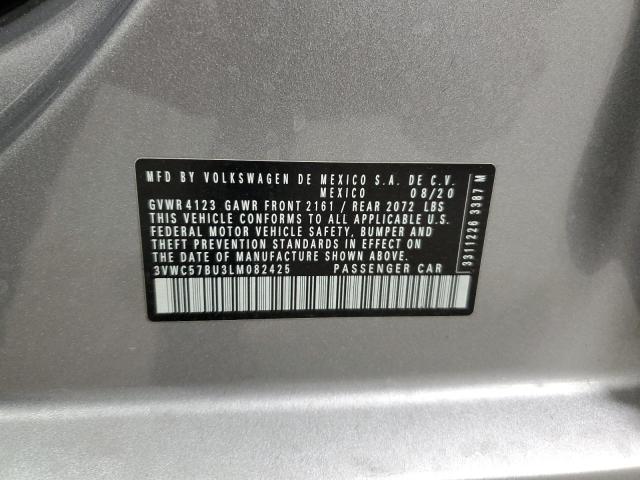 MFD BY VOLKSWAGEN DE MEXICO S.A. DE C.V.
MEXICO 08/20
GVWR 4123 GAWR FRONT 2161 / REAR 2072 LBS
THIS VEHICLE CONFORMS TO ALL APPLICABLE U.S.
FEDERAL MOTOR VEHICLE SAFETY, BUMPER AND
THEFT PREVENTION STANDARDS IN EFFECT ON
THE DATE OF MANUFACTURE SHOWN ABOVE.
3VWC57BU3LM082425 PASSENGER CAR
3311226 3387 M